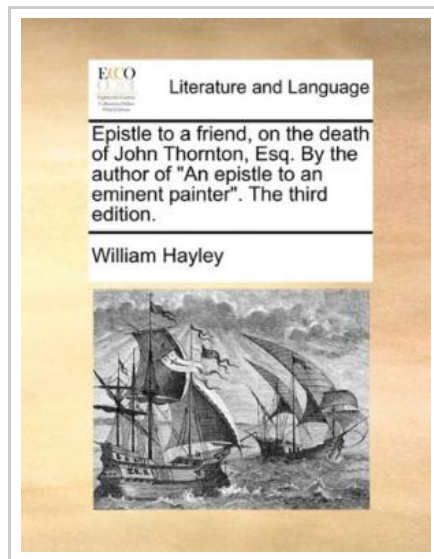 ECCO
Literature and Language
Epistle to a friend, on the death
of John Thornton, Esq. By the
author of "An epistle to an
eminent painter". The third
edition.
William Hayley